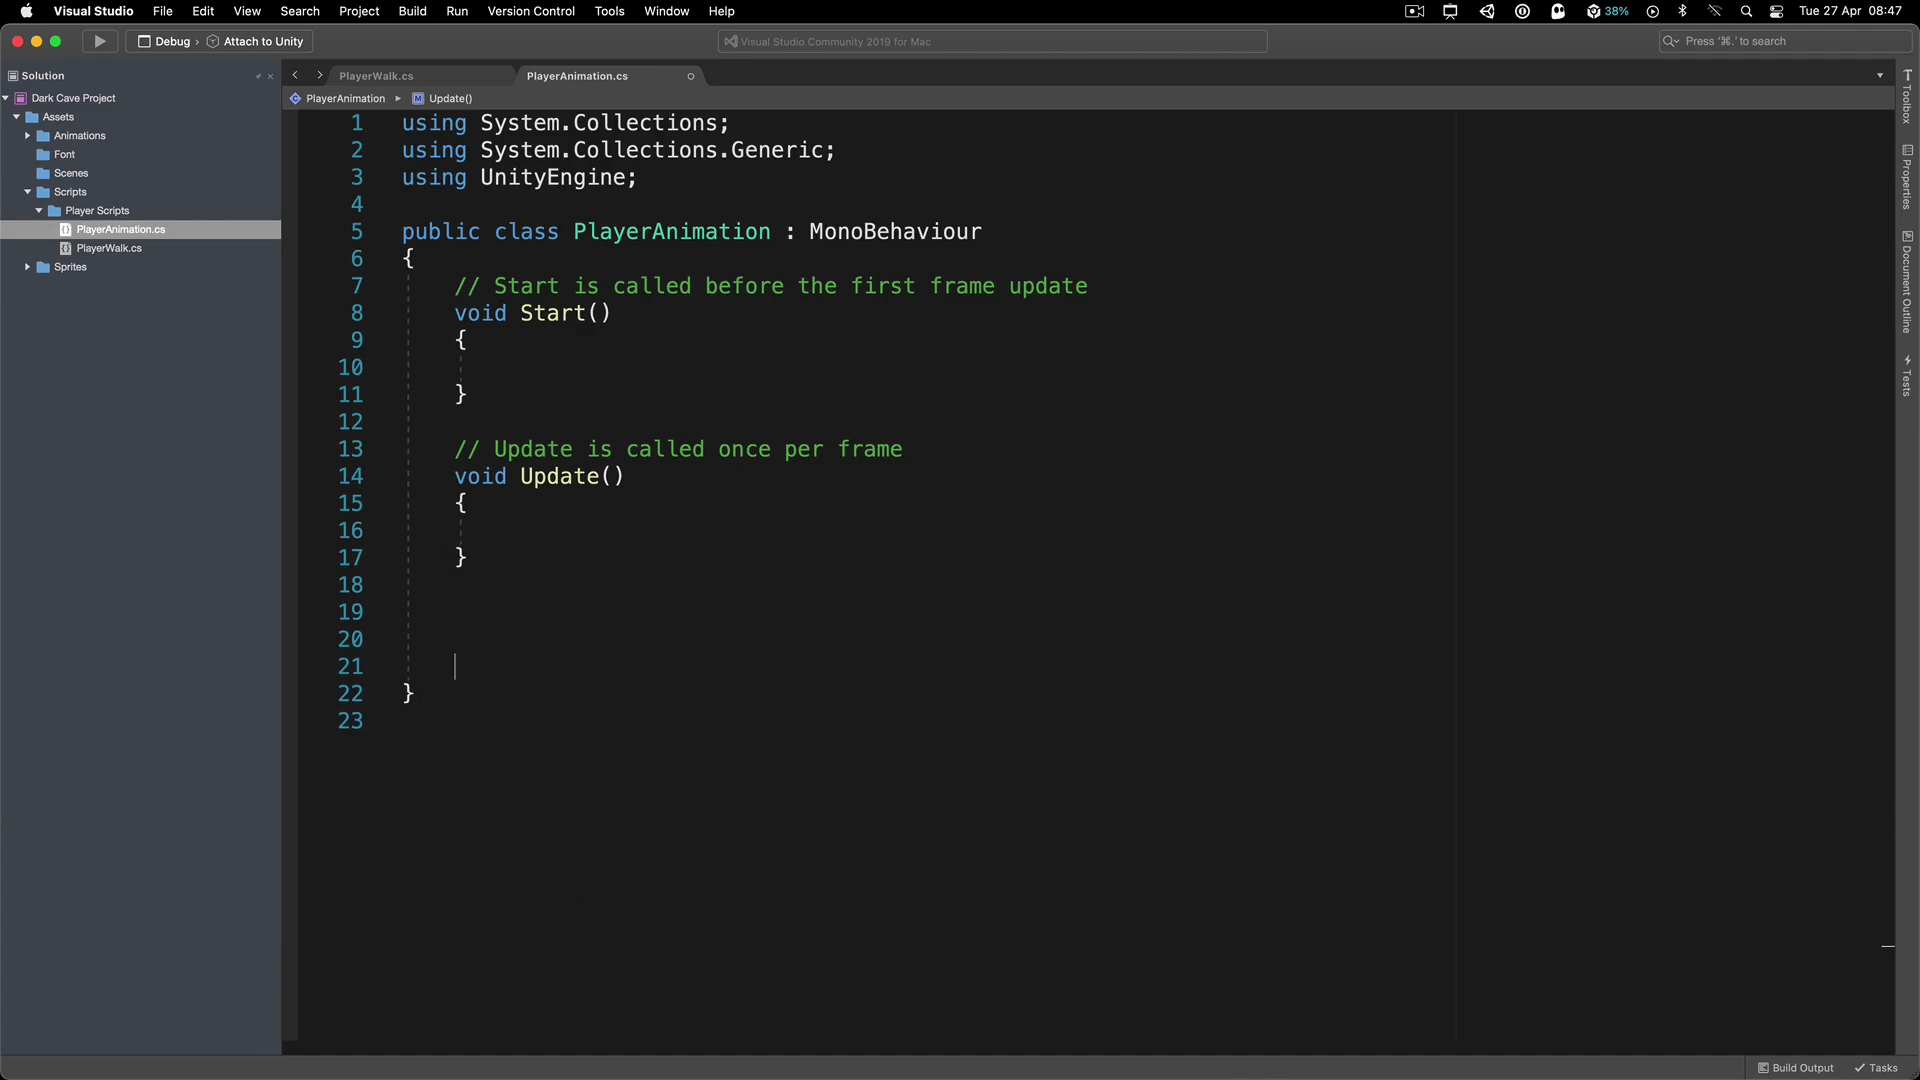 Visual Studio File Edit View Search Project Build Run Version Control Tools Window Help 38% Tue 27 Apr 08:47
Debug › Attach to Unity Visual Studio Community 2019 for Mac Press '⌘.' to search
Solution
Dark Cave Project
Assets
Animations
Font
Scenes
Scripts
Player Scripts
PlayerAnimation.cs
PlayerWalk.cs
Sprites
PlayerWalk.cs PlayerAnimation.cs
PlayerAnimation Update()
1 using System.Collections;
2 using System.Collections.Generic;
3 using UnityEngine;
4
5 public class PlayerAnimation : MonoBehaviour
6 {
7 // Start is called before the first frame update
8 void Start()
9 {
10
11 }
12
13 // Update is called once per frame
14 void Update()
15 {
16
17 }
18
19
20
21
22 }
23
Toolbox
Properties
Document Outline
Tests
Build Output Tasks